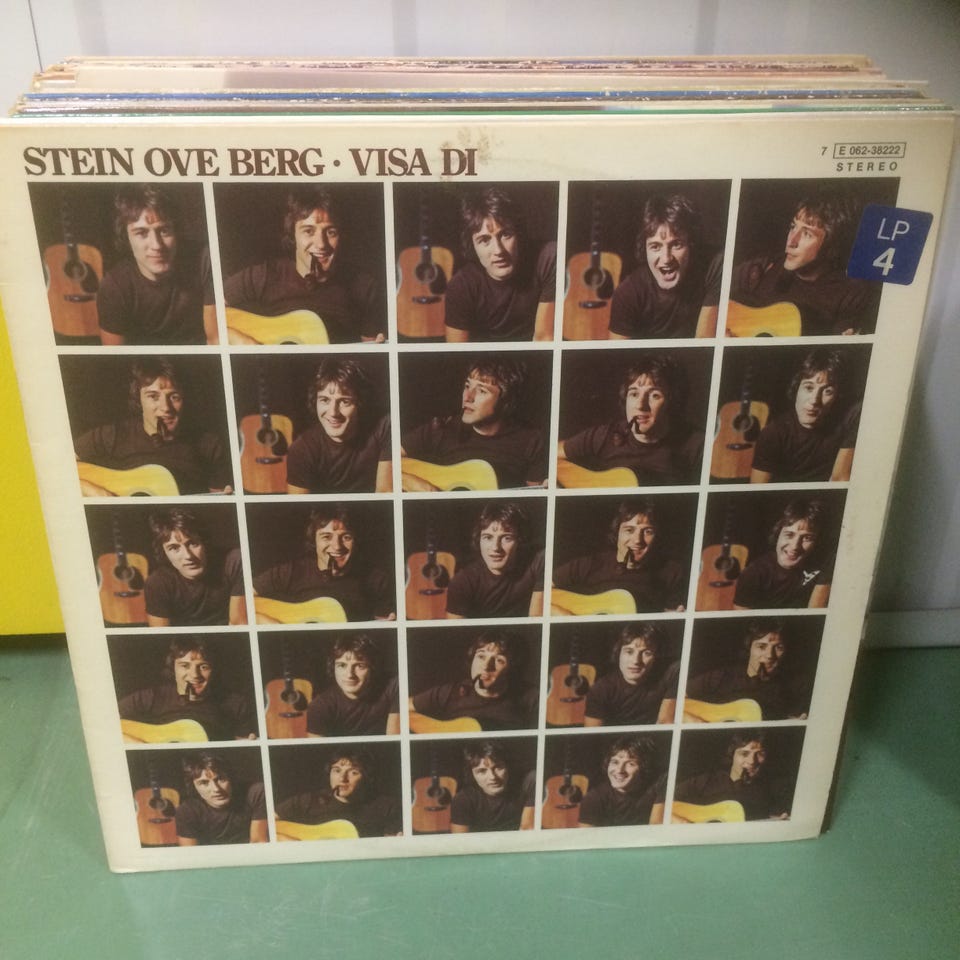 STEIN OVE BERG · VISA DI
7 E 062-38222
STEREO
LP
4